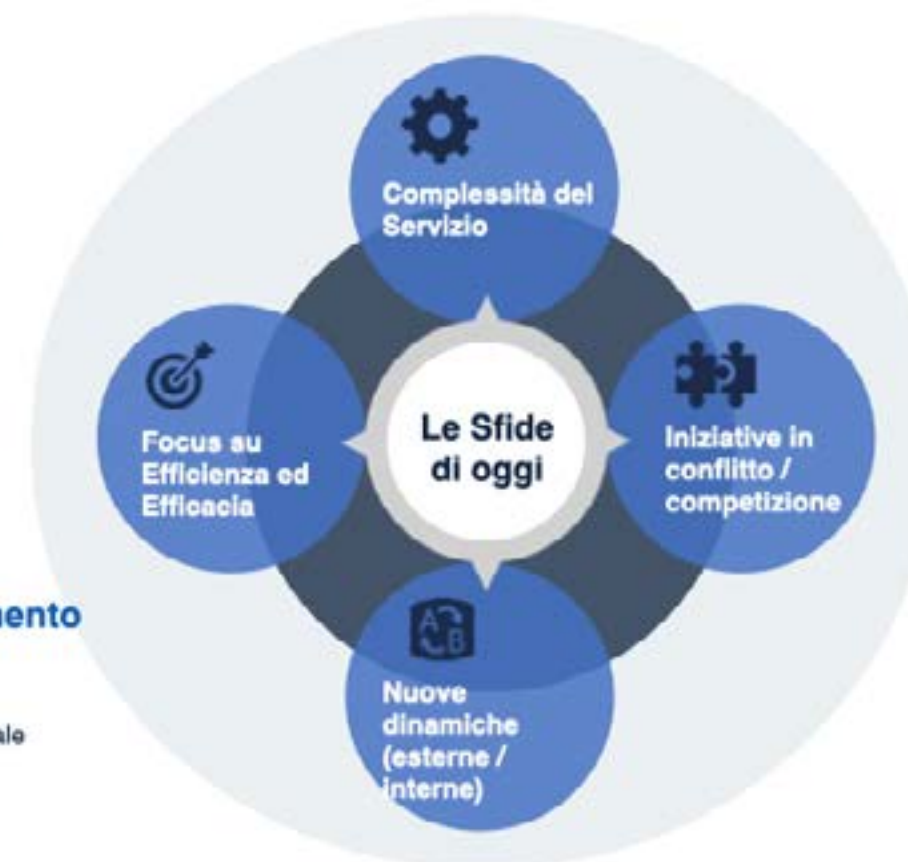 Complessità del
Servizio
Focus su
Efficienza ed
Efficacia
Le Sfide
di oggi
Iniziative in
conflitto /
competizione
A
B
Nuove
dinamiche
(esterne /
interne)